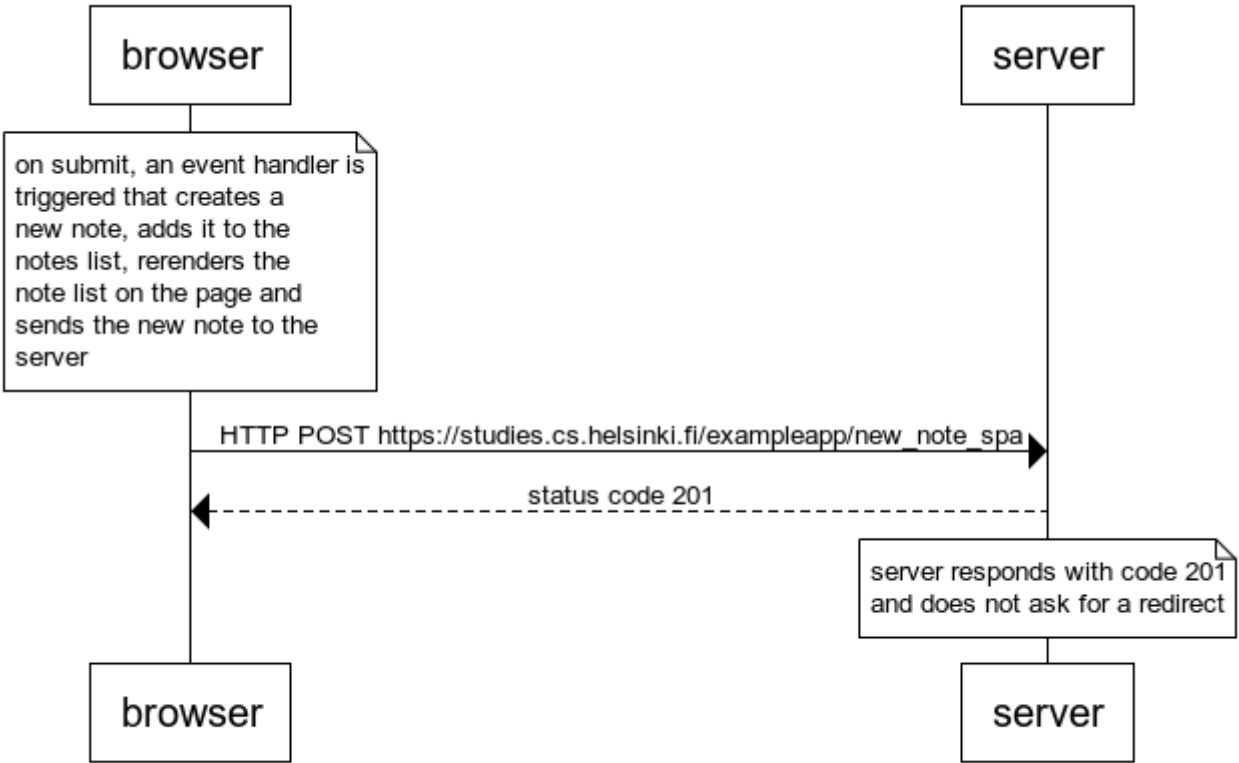 browser
server
on submit, an event handler is
triggered that creates a
new note, adds it to the
notes list, rerenders the
note list on the page and
sends the new note to the
server
HTTP POST https://studies.cs.helsinki.fi/exampleapp/new_note_spa
status code 201
server responds with code 201
and does not ask for a redirect
browser
server